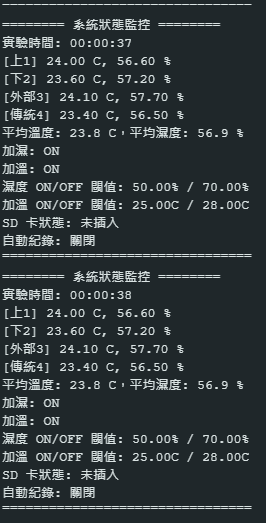 ================================
======== 系統狀態監控 ========
實驗時間: 00:00:37
[上1] 24.00 C, 56.60 %
[下2] 23.60 C, 57.20 %
[外部3] 24.10 C, 57.70 %
[傳統4] 23.40 C, 56.50 %
平均溫度: 23.8 C，平均濕度: 56.9 %
加濕: ON
加溫: ON
濕度 ON/OFF 閾值: 50.00% / 70.00%
加溫 ON/OFF 閾值: 25.00C / 28.00C
SD 卡狀態: 未插入
自動紀錄: 關閉
================================
======== 系統狀態監控 ========
實驗時間: 00:00:38
[上1] 24.00 C, 56.60 %
[下2] 23.60 C, 57.20 %
[外部3] 24.10 C, 57.70 %
[傳統4] 23.40 C, 56.50 %
平均溫度: 23.8 C，平均濕度: 56.9 %
加濕: ON
加溫: ON
濕度 ON/OFF 閾值: 50.00% / 70.00%
加溫 ON/OFF 閾值: 25.00C / 28.00C
SD 卡狀態: 未插入
自動紀錄: 關閉
================================